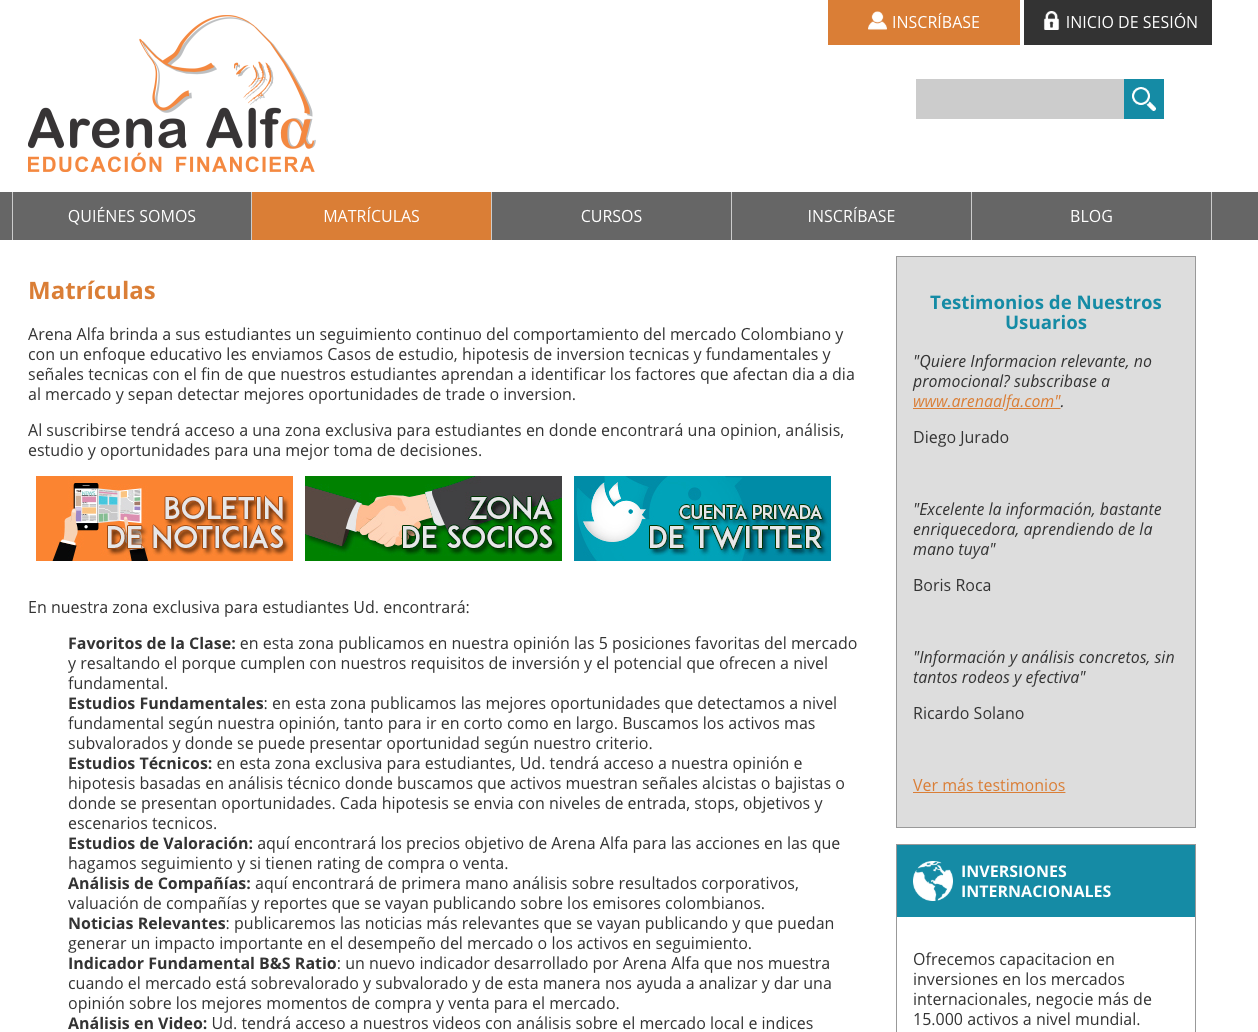 INSCRÍBASE
INICIO DE SESIÓN
Arena Alfα
EDUCACIÓN FINANCIERA
QUIÉNES SOMOS
MATRÍCULAS
CURSOS
INSCRÍBASE
BLOG
Matrículas
Arena Alfa brinda a sus estudiantes un seguimiento continuo del comportamiento del mercado Colombiano y
con un enfoque educativo les enviamos Casos de estudio, hipotesis de inversion tecnicas y fundamentales y
señales tecnicas con el fin de que nuestros estudiantes aprendan a identificar los factores que afectan dia a dia
al mercado y sepan detectar mejores oportunidades de trade o inversion.
Al suscribirse tendrá acceso a una zona exclusiva para estudiantes en donde encontrará una opinion, análisis,
estudio y oportunidades para una mejor toma de decisiones.
BOLETIN
DE NOTICIAS
ZONA
DE SOCIOS
CUENTA PRIVADA
DE TWITTER
En nuestra zona exclusiva para estudiantes Ud. encontrará:
Favoritos de la Clase: en esta zona publicamos en nuestra opinión las 5 posiciones favoritas del mercado
y resaltando el porque cumplen con nuestros requisitos de inversión y el potencial que ofrecen a nivel
fundamental.
Estudios Fundamentales: en esta zona publicamos las mejores oportunidades que detectamos a nivel
fundamental según nuestra opinión, tanto para ir en corto como en largo. Buscamos los activos mas
subvalorados y donde se puede presentar oportunidad según nuestro criterio.
Estudios Técnicos: en esta zona exclusiva para estudiantes, Ud. tendrá acceso a nuestra opinión e
hipotesis basadas en análisis técnico donde buscamos que activos muestran señales alcistas o bajistas o
donde se presentan oportunidades. Cada hipotesis se envia con niveles de entrada, stops, objetivos y
escenarios tecnicos.
Estudios de Valoración: aquí encontrará los precios objetivo de Arena Alfa para las acciones en las que
hagamos seguimiento y si tienen rating de compra o venta.
Análisis de Compañías: aquí encontrará de primera mano análisis sobre resultados corporativos,
valuación de compañías y reportes que se vayan publicando sobre los emisores colombianos.
Noticias Relevantes: publicaremos las noticias más relevantes que se vayan publicando y que puedan
generar un impacto importante en el desempeño del mercado o los activos en seguimiento.
Indicador Fundamental B&S Ratio: un nuevo indicador desarrollado por Arena Alfa que nos muestra
cuando el mercado está sobrevalorado y subvalorado y de esta manera nos ayuda a analizar y dar una
opinión sobre los mejores momentos de compra y venta para el mercado.
Análisis en Video: Ud. tendrá acceso a nuestros videos con análisis sobre el mercado local e indices
Testimonios de Nuestros
Usuarios
"Quiere Informacion relevante, no
promocional? subscribase a
www.arenaalfa.com".
Diego Jurado
"Excelente la información, bastante
enriquecedora, aprendiendo de la
mano tuya"
Boris Roca
"Información y análisis concretos, sin
tantos rodeos y efectiva"
Ricardo Solano
Ver más testimonios
INVERSIONES
INTERNACIONALES
Ofrecemos capacitacion en
inversiones en los mercados
internacionales, negocie más de
15.000 activos a nivel mundial.